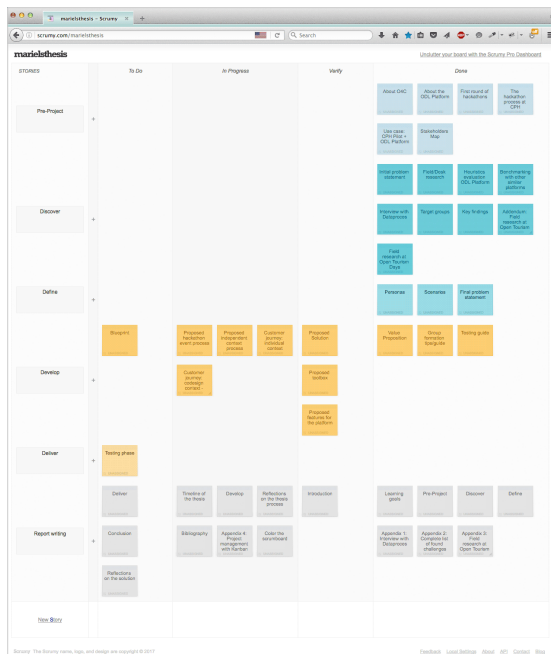 marielsthesis – Scrumy
scrumy.com/marielsthesis
Search
marielsthesis
Unclutter your board with the Scrumy Pro Dashboard
STORIES
To Do
In Progress
Verify
Done
Pre-Project
+
About O4C
About the
ODL Platform
First round of
hackathons
The
hackathon
process at
CPH
Use case:
CPH Pilot +
ODL Platform
Stakeholders
Map
Discover
+
Initial problem
statement
Field/Desk
research
Heuristics
evaluation
ODL Platform
Benchmarking
with other
similar
platforms
Interview with
Dataproces
Target groups
Key findings
Addendum:
Field
research at
Open Tourism
Field
research at
Open Tourism
Days
Define
+
Personas
Scenarios
Final problem
statement
Develop
+
Blueprint
Proposed
hackathon
event process
Proposed
independent
contest
process
Customer
journey:
individual
contest
Customer
journey:
codesign
contest -
Proposed
Solution
Proposed
toolbox
Proposed
features for
the platform
Value
Proposition
Group
formation
tips/guide
Testing guide
Deliver
+
Testing phase
Report writing
+
Deliver
Conclusion
Reflections
on the solution
Timeline of
the thesis
Develop
Reflections
on the thesis
process
Bibliography
Appendix 4:
Project
management
with Kanban
Color the
scrumboard
Introduction
Learning
goals
Pre-Project
Discover
Define
Appendix 1:
Interview with
Dataproces
Appendix 2:
Complete list
of found
challenges
Appendix 3:
Field
research at
Open Tourism
New Story
Scrumy The Scrumy name, logo, and design are copyright © 2017
Feedback Local Settings About API Contact Blog